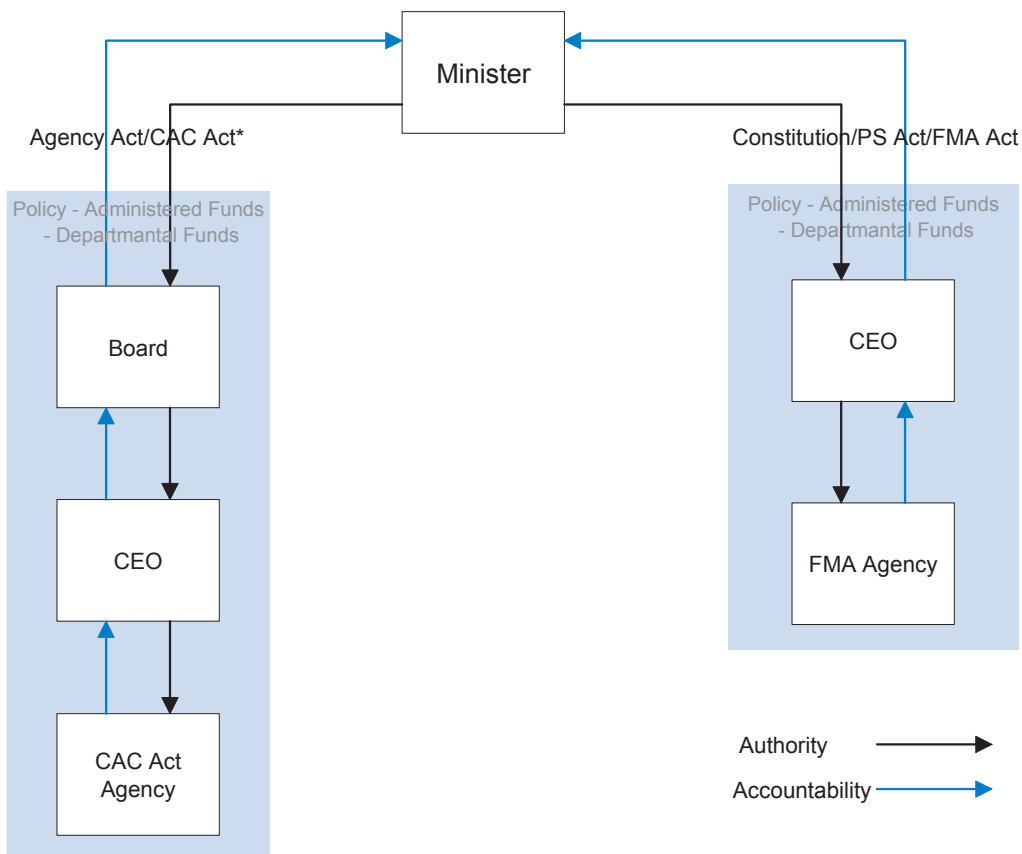 Minister
Agency Act/CAC Act*
Constitution/PS Act/FMA Act
Policy - Administered Funds
- Departmantal Funds
Policy - Administered Funds
- Departmantal Funds
Board
CEO
CEO
FMA Agency
CAC Act
Agency
Authority
Accountability